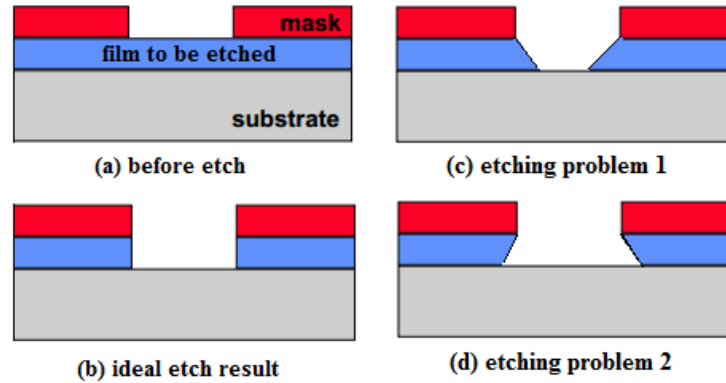 mask
film to be etched
substrate
(a) before etch
(c) etching problem 1
(b) ideal etch result
(d) etching problem 2